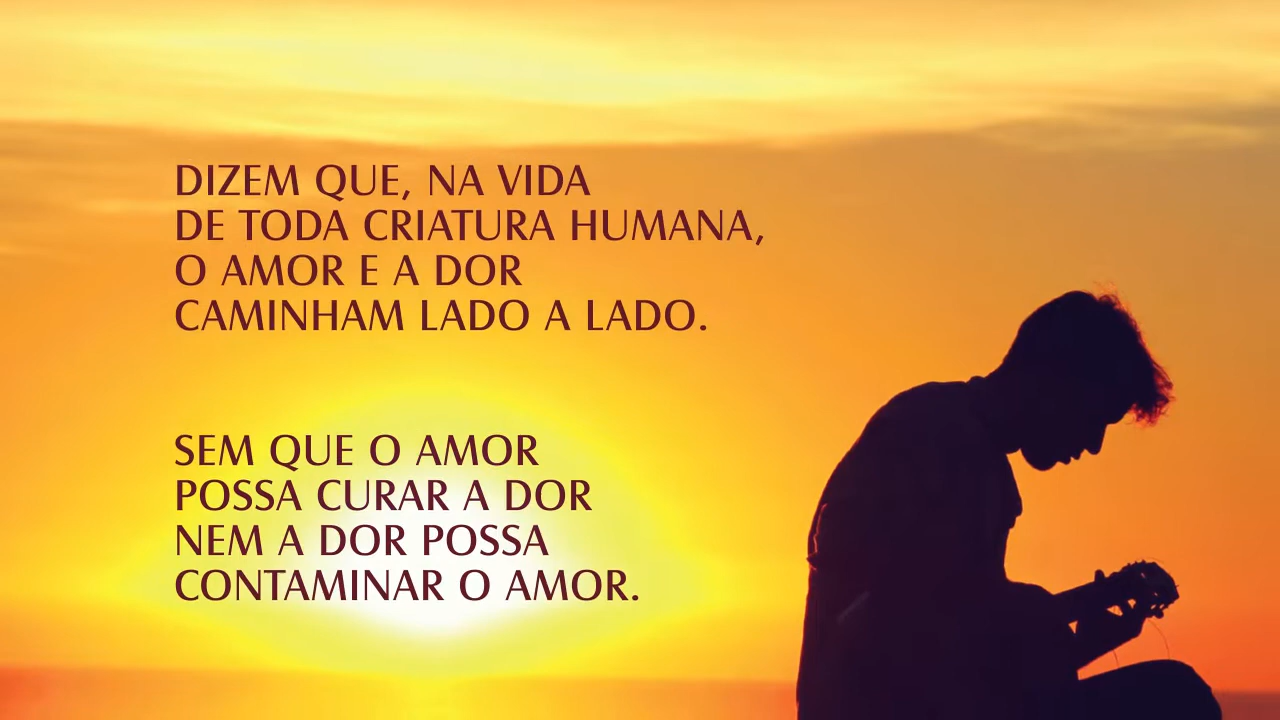 DIZEM QUE, NA VIDA
DE TODA CRIATURA HUMANA,
O AMOR E A DOR
CAMINHAM LADO A LADO.
SEM QUE O AMOR
POSSA CURAR A DOR
NEM A DOR POSSA
CONTAMINAR O AMOR.